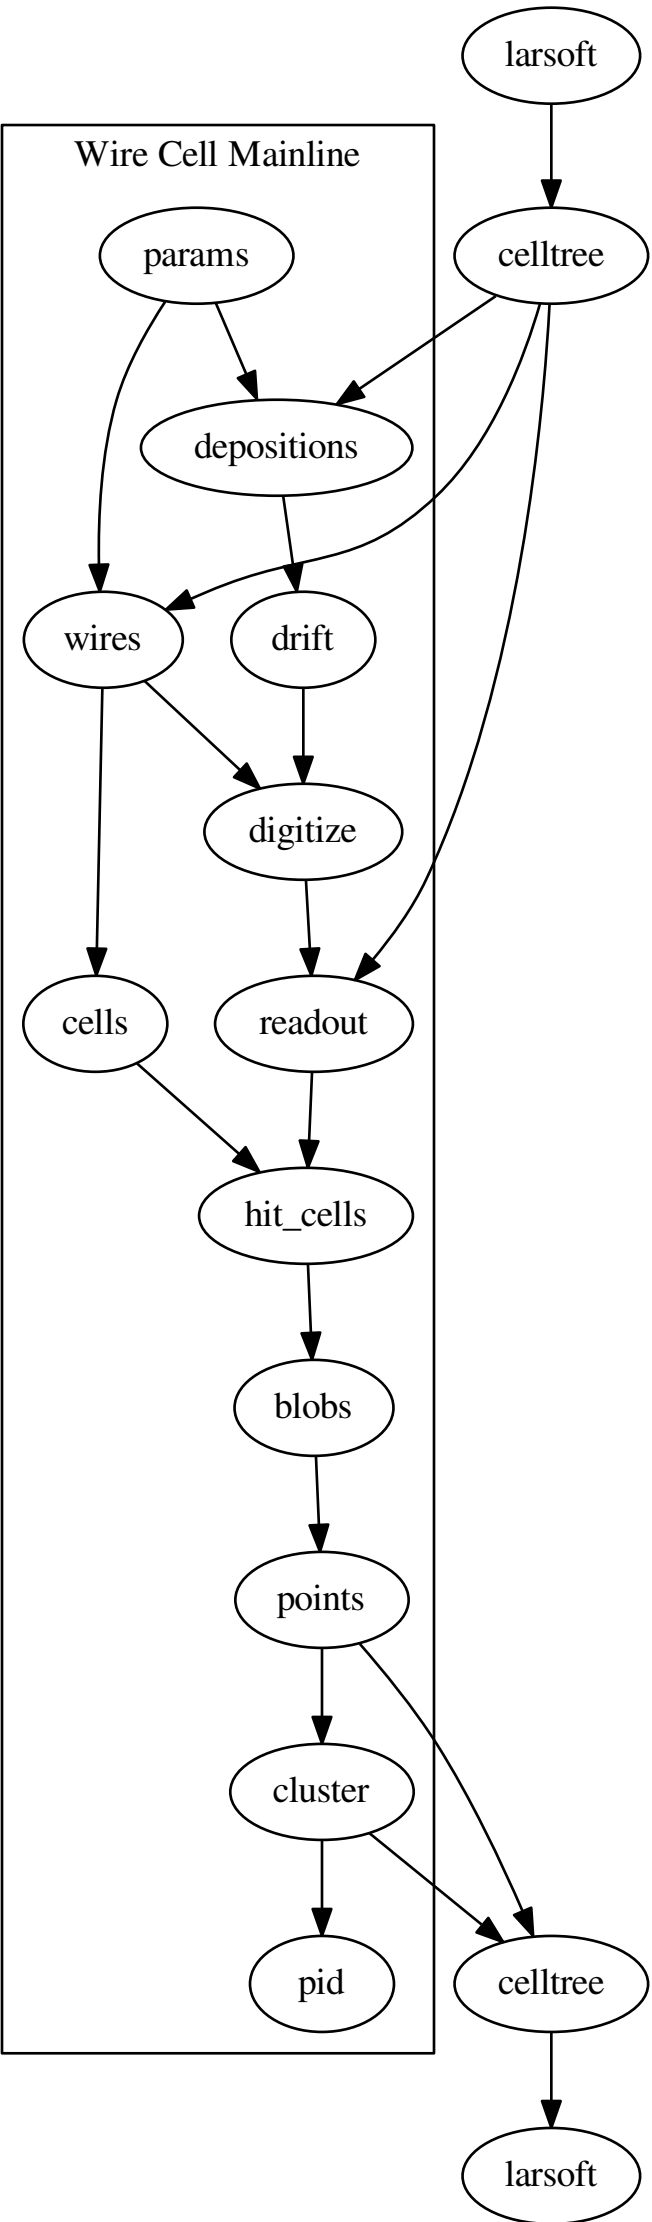 larsoft
Wire Cell Mainline
params
celltree
depositions
wires
drift
digitize
cells
readout
hit_cells
blobs
points
cluster
pid
celltree
larsoft